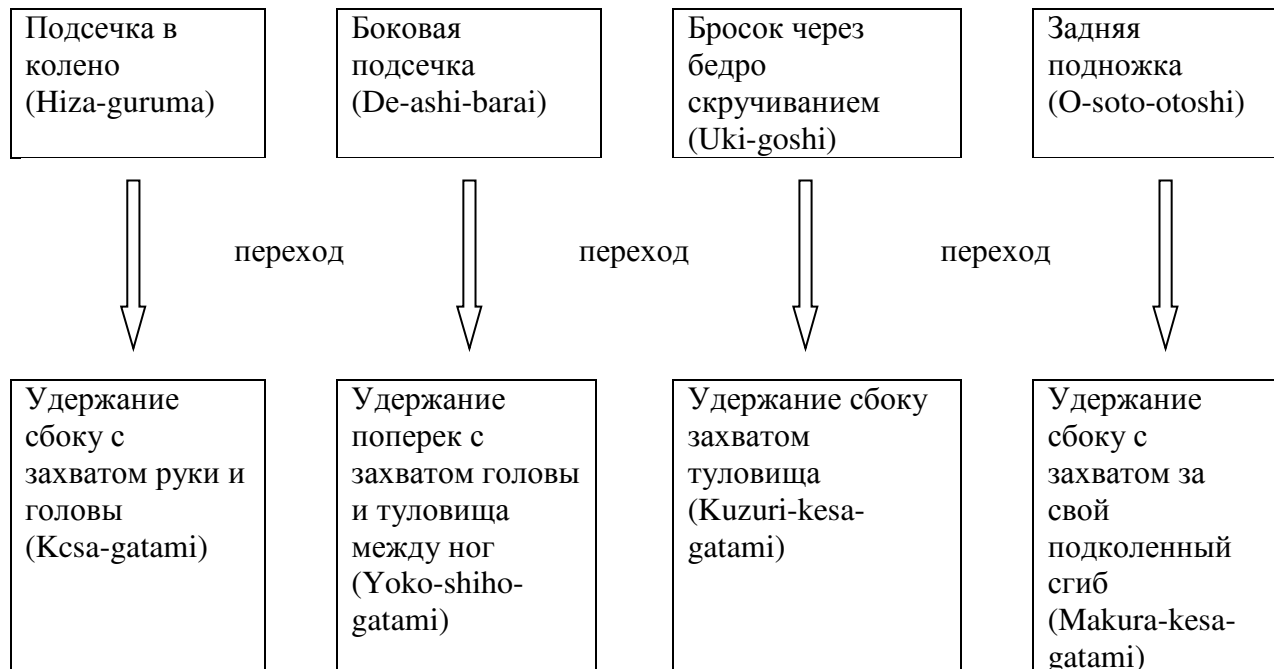 Подсечка в
колено
(Hiza-guruma)
Боковая
подсечка
(De-ashi-barai)
Бросок через
бедро
скручиванием
(Uki-goshi)
Задняя
подножка
(O-soto-otoshi)
переход
переход
переход
Удержание
сбоку с
захватом руки и
головы
(Kcsa-gatami)
Удержание
поперек с
захватом головы
и туловища
между ног
(Yoko-shiho-
gatami)
Удержание сбоку
захватом
туловища
(Kuzuri-kesa-
gatami)
Удержание
сбоку с
захватом за
свой
подколенный
сгиб
(Makura-kesa-
gatami)